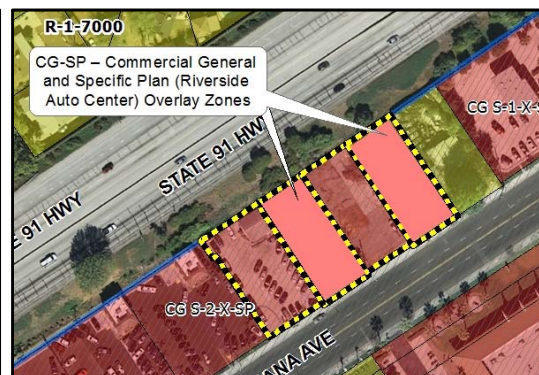 R-1-7000
CG-SP – Commercial General
and Specific Plan (Riverside
Auto Center) Overlay Zones
STATE 91 HWY
CG S-1-X-
E 91 HWY
CG S-2-X-SP
ANA AVE